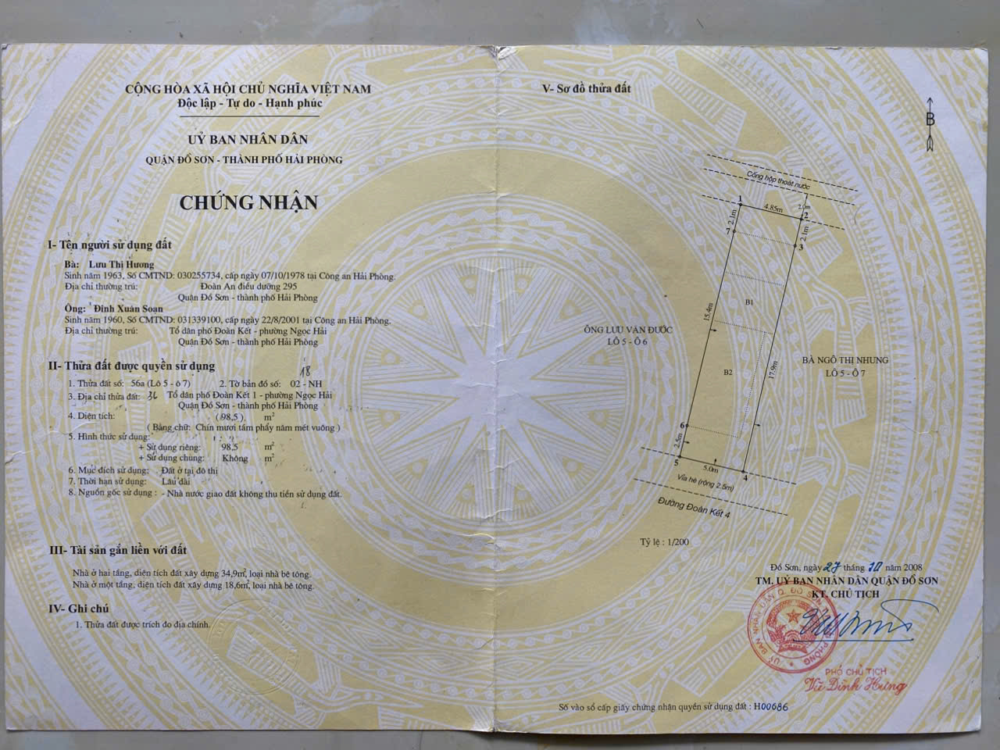 CỘNG HÒA XÃ HỘI CHỦ NGHĨA VIỆT NAM
Độc lập - Tự do - Hạnh phúc
UỶ BAN NHÂN DÂN
QUẬN ĐỒ SƠN - THÀNH PHỐ HẢI PHÒNG
CHỨNG NHẬN
I- Tên người sử dụng đất
Bà: Lưu Thị Hương
Sinh năm 1963, Số CMTND: 030255734, cấp ngày 07/10/1978 tại Công an Hải Phòng.
Địa chỉ thường trú: Đoàn An điều dưỡng 295
Quận Đồ Sơn - thành phố Hải Phòng
Ông: Đinh Xuân Soạn
Sinh năm 1960, Số CMTND: 031339100, cấp ngày 22/8/2001 tại Công an Hải Phòng.
Địa chỉ thường trú: Tổ dân phố Đoàn Kết - phường Ngọc Hải
Quận Đồ Sơn - thành phố Hải Phòng
II- Thửa đất được quyền sử dụng
18
1. Thửa đất số: 56a (Lô 5 - ô 7) 2. Tờ bản đồ số: 02 - NH
3. Địa chỉ thửa đất: Tổ dân phố Đoàn Kết 1 - phường Ngọc Hải
Quận Đồ Sơn - thành phố Hải Phòng
4. Diện tích: ( 98,5 ) m²
( Bằng chữ: Chín mươi tám phẩy năm mét vuông )
5. Hình thức sử dụng:
+ Sử dụng riêng: 98,5 m²
+ Sử dụng chung: Không m²
6. Mục đích sử dụng: Đất ở tại đô thị
7. Thời hạn sử dụng: Lâu dài
8. Nguồn gốc sử dụng : - Nhà nước giao đất không thu tiền sử dụng đất.
III- Tài sản gắn liền với đất
Nhà ở hai tầng, diện tích đất xây dựng 34,9m², loại nhà bê tông.
Nhà ở một tầng, diện tích đất xây dựng 18,6m², loại nhà bê tông.
IV- Ghi chú
1. Thửa đất được trích đo địa chính.
V- Sơ đồ thửa đất
B
Cống hộp thoát nước
1
4.85m
2.0m
2
2.1m
7
2.1m
3
B1
15.4m
ÔNG LƯU VĂN ĐƯỚC
LÔ 5 - Ô 6
BÀ NGÔ THỊ NHUNG
LÔ 5 - Ô 7
B2
17.9m
6
2.5m
5
5.0m
4
Vỉa hè (rộng 2.5m)
Đường Đoàn Kết 4
Tỷ lệ : 1/200
Đồ Sơn, ngày 27 tháng 10 năm 2008
TM. UỶ BAN NHÂN DÂN QUẬN ĐỒ SƠN
KT. CHỦ TỊCH
UỶ BAN NHÂN DÂN Q. ĐỒ SƠN
PHÒNG
PHÓ CHỦ TỊCH
Vũ Đình Hưng
Số vào sổ cấp giấy chứng nhận quyền sử dụng đất : H00686